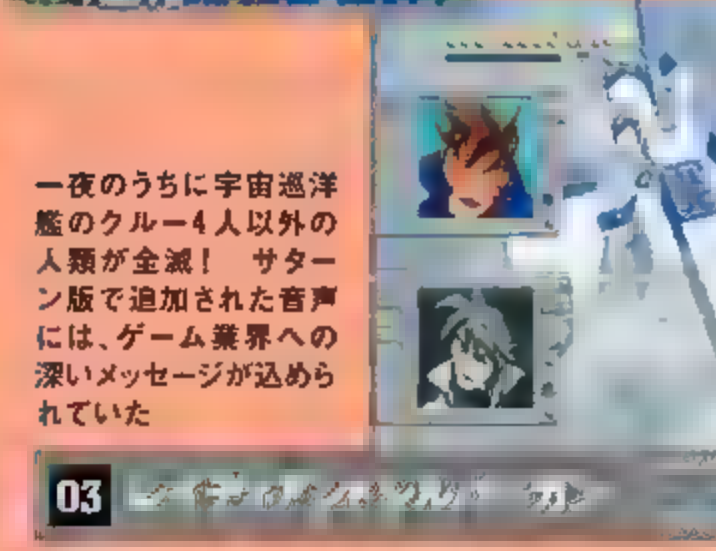 一夜のうちに宇宙巡洋
艦のクルー4人以外の
人類が全滅！　サター
ン版で追加された音声
には、ゲーム業界への
深いメッセージが込めら
れていた
03